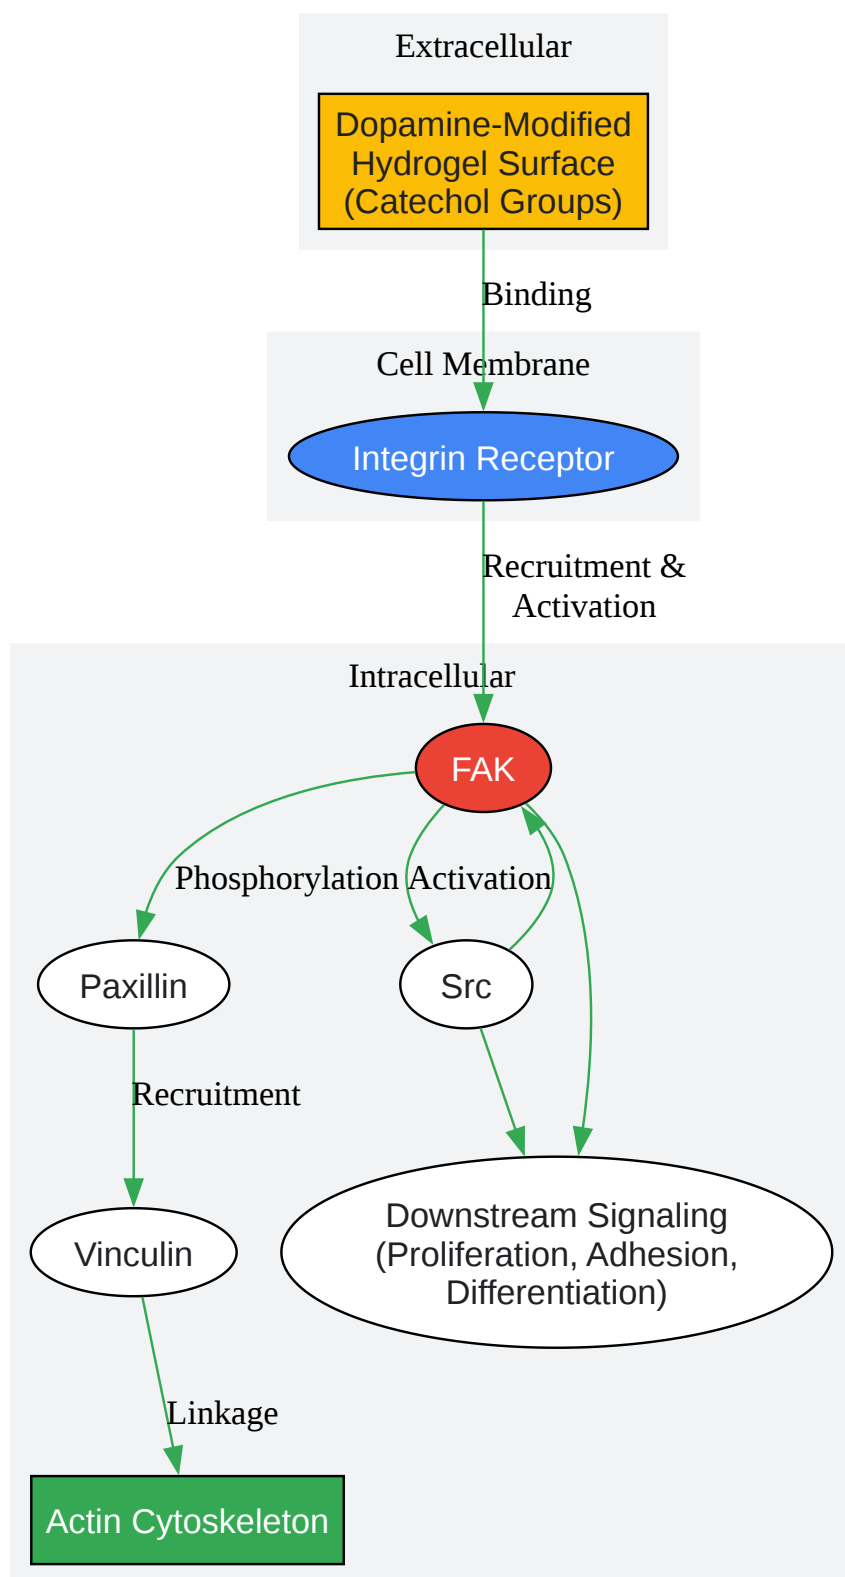 Extracellular
Dopamine-Modified
Hydrogel Surface
(Catechol Groups)
Binding
Cell Membrane
Integrin Receptor
Recruitment &
Activation
Intracellular
FAK
Phosphorylation
Activation
Paxillin
Src
Recruitment
Vinculin
Downstream Signaling
(Proliferation, Adhesion,
Differentiation)
Linkage
Actin Cytoskeleton